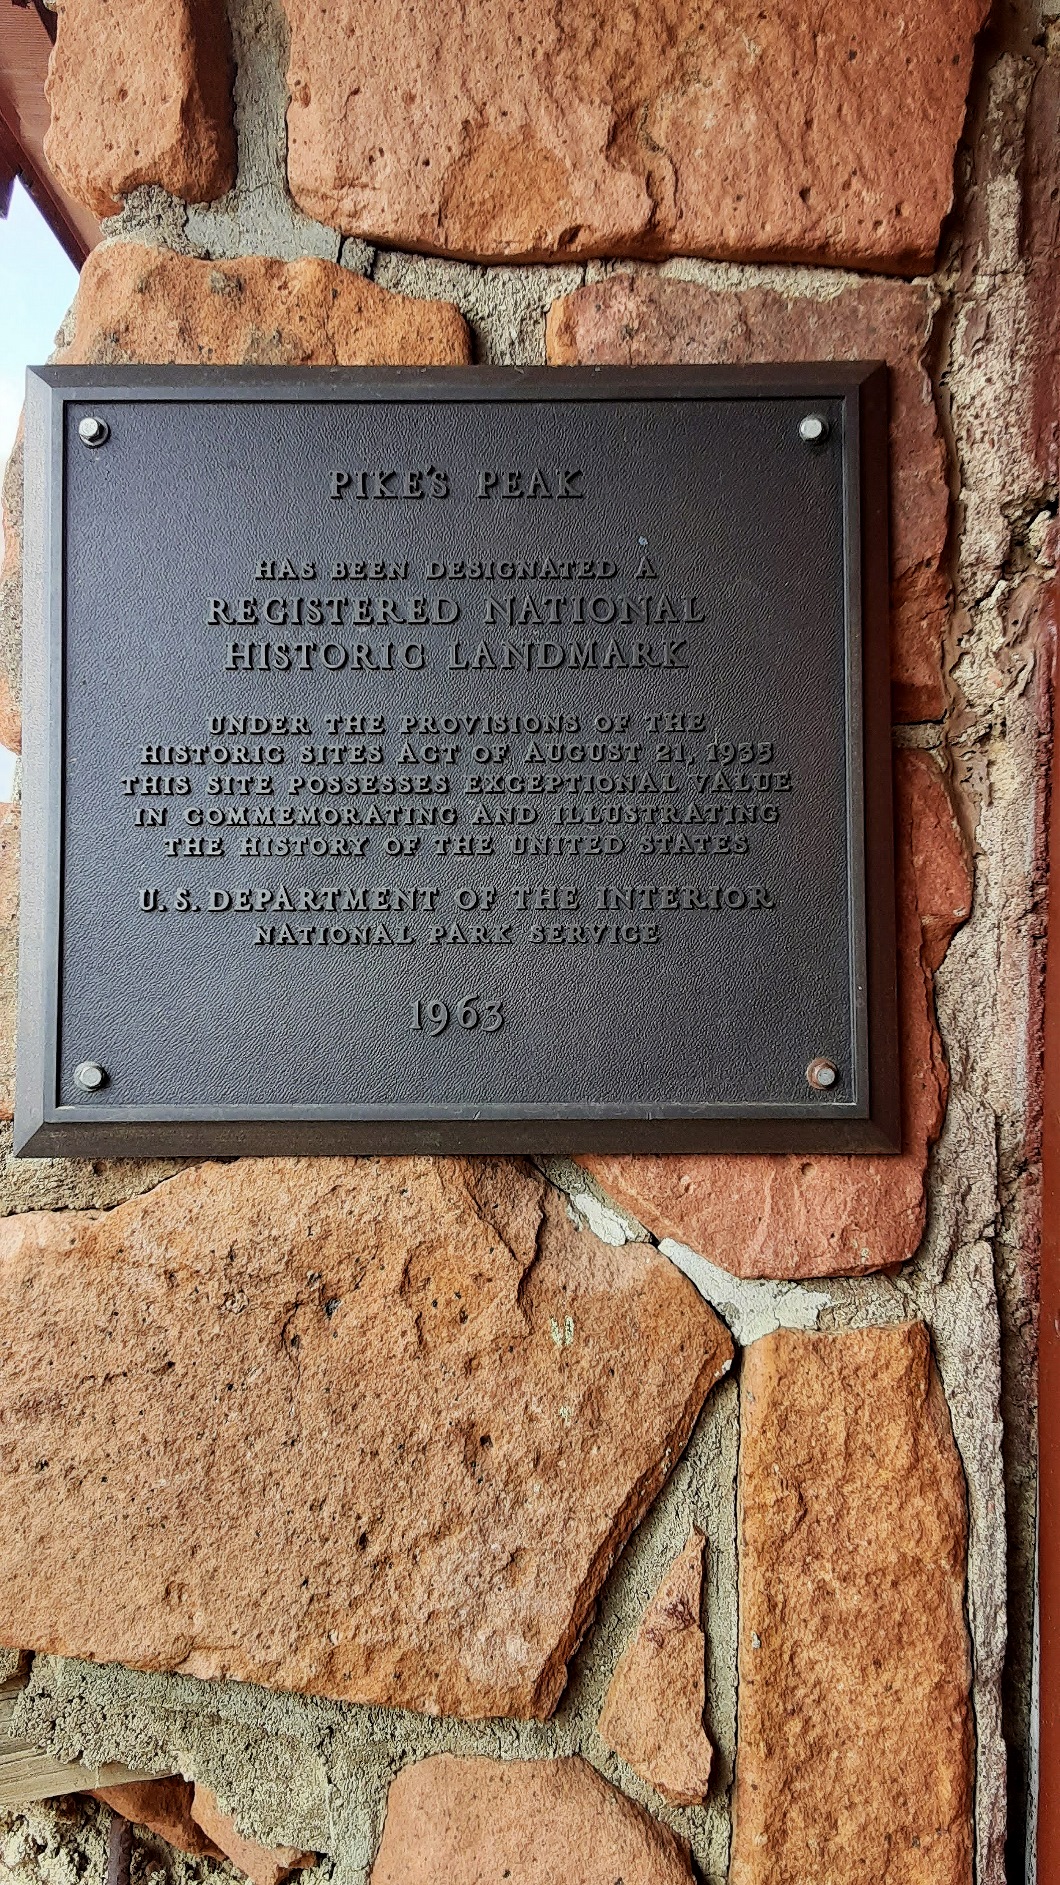 PIKE'S PEAK
HAS BEEN DESIGNATED A
REGISTERED NATIONAL
HISTORIC LANDMARK
UNDER THE PROVISIONS OF THE
HISTORIC SITES ACT OF AUGUST 21, 1935
THIS SITE POSSESSES EXCEPTIONAL VALUE
IN COMMEMORATING AND ILLUSTRATING
THE HISTORY OF THE UNITED STATES
U. S. DEPARTMENT OF THE INTERIOR
NATIONAL PARK SERVICE
1963